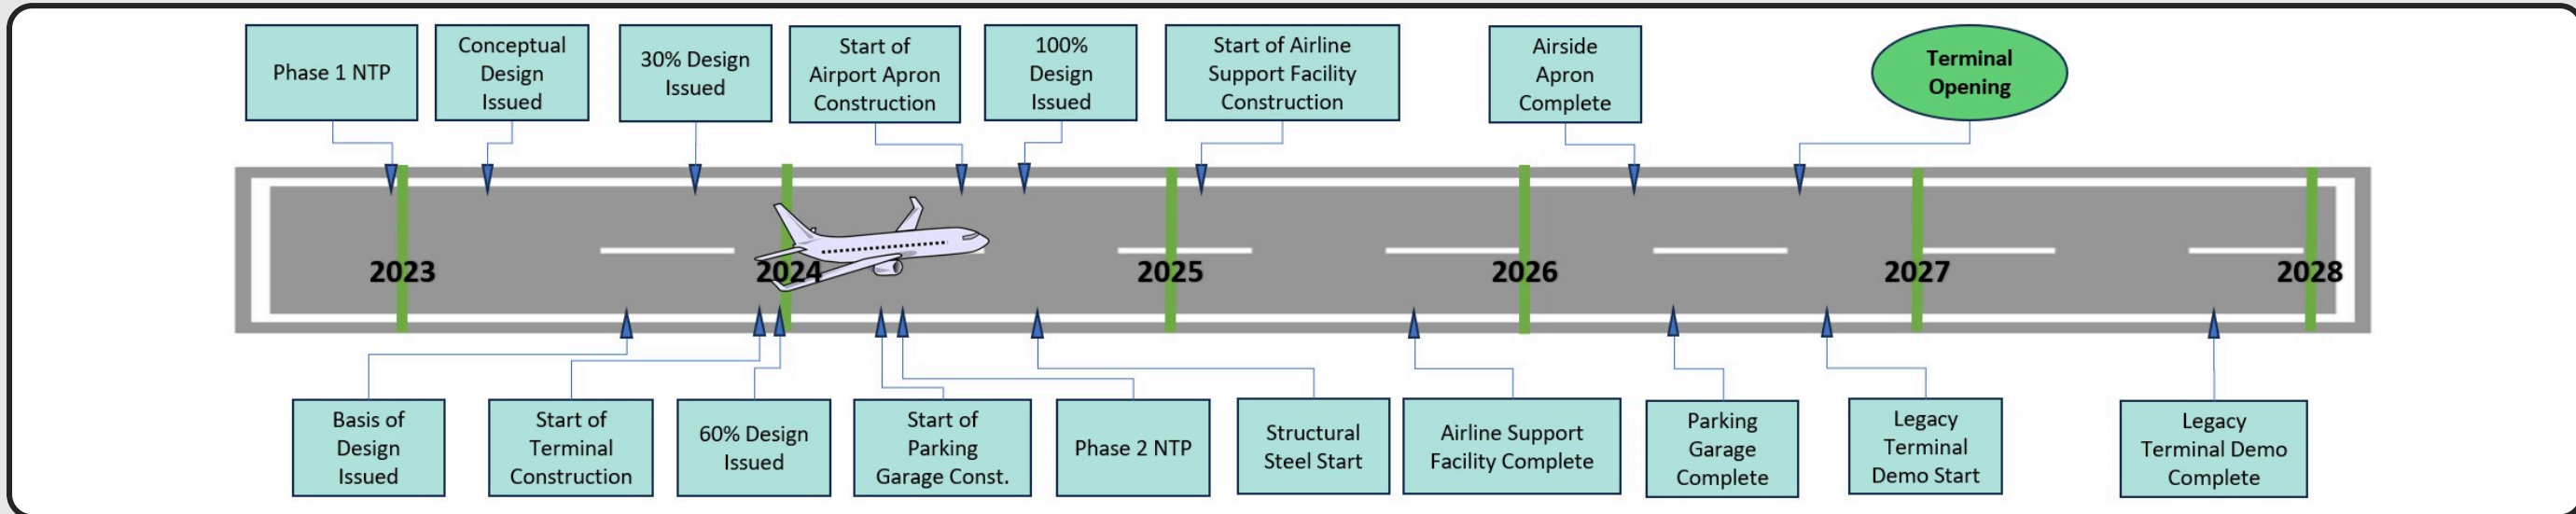 Phase 1 NTP
Conceptual
Design
Issued
30% Design
Issued
Start of
Airport Apron
Construction
100%
Design
Issued
Start of Airline
Support Facility
Construction
Airside
Apron
Complete
Terminal
Opening
2023
2024
2025
2026
2027
2028
Basis of
Design
Issued
Start of
Terminal
Construction
60% Design
Issued
Start of
Parking
Garage Const.
Phase 2 NTP
Structural
Steel Start
Airline Support
Facility Complete
Parking
Garage
Complete
Legacy
Terminal
Demo Start
Legacy
Terminal Demo
Complete